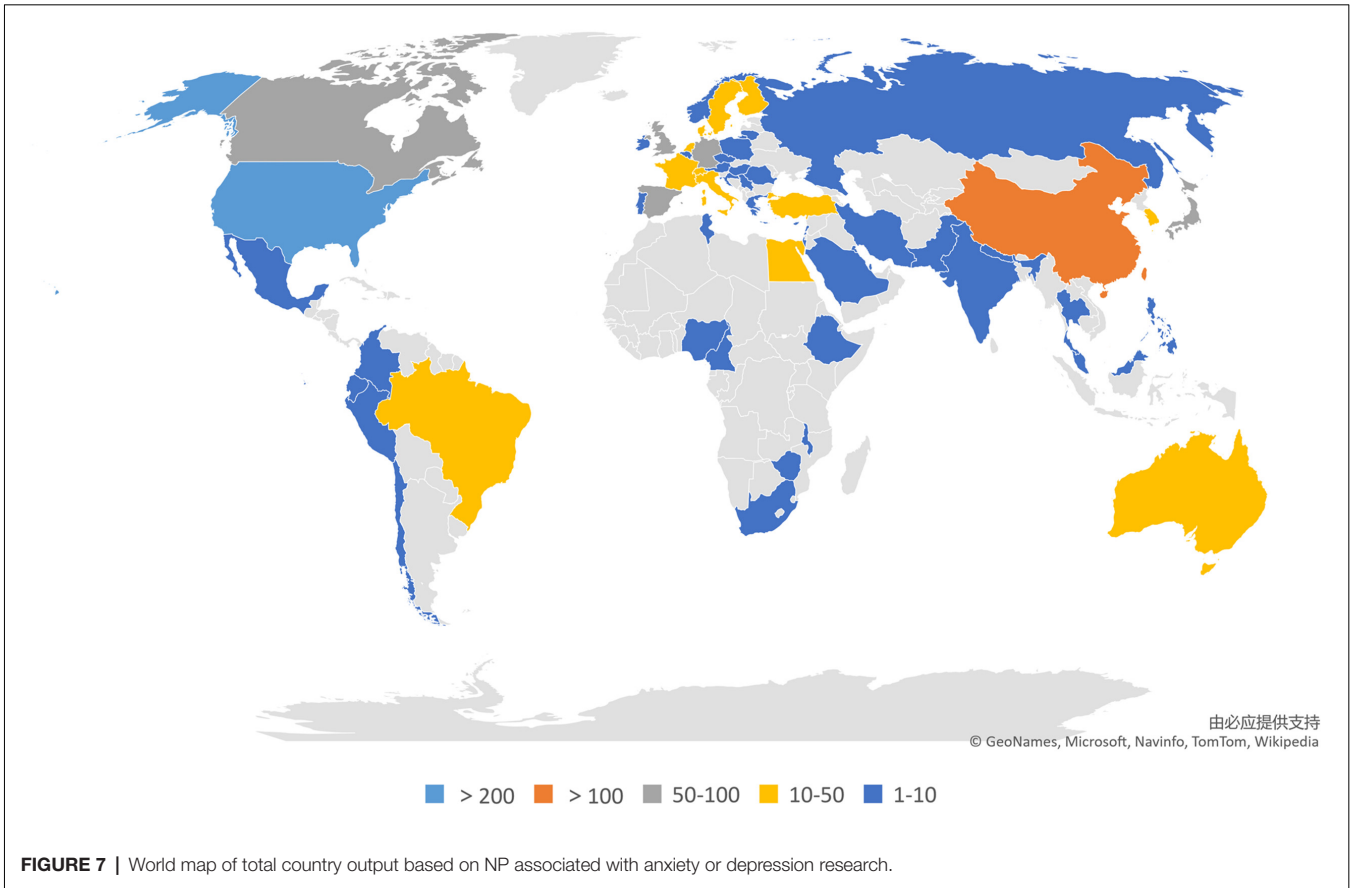 由必应提供支持
© GeoNames, Microsoft, Navinfo, TomTom, Wikipedia
> 200 > 100 50-100 10-50 1-10
FIGURE 7 | World map of total country output based on NP associated with anxiety or depression research.